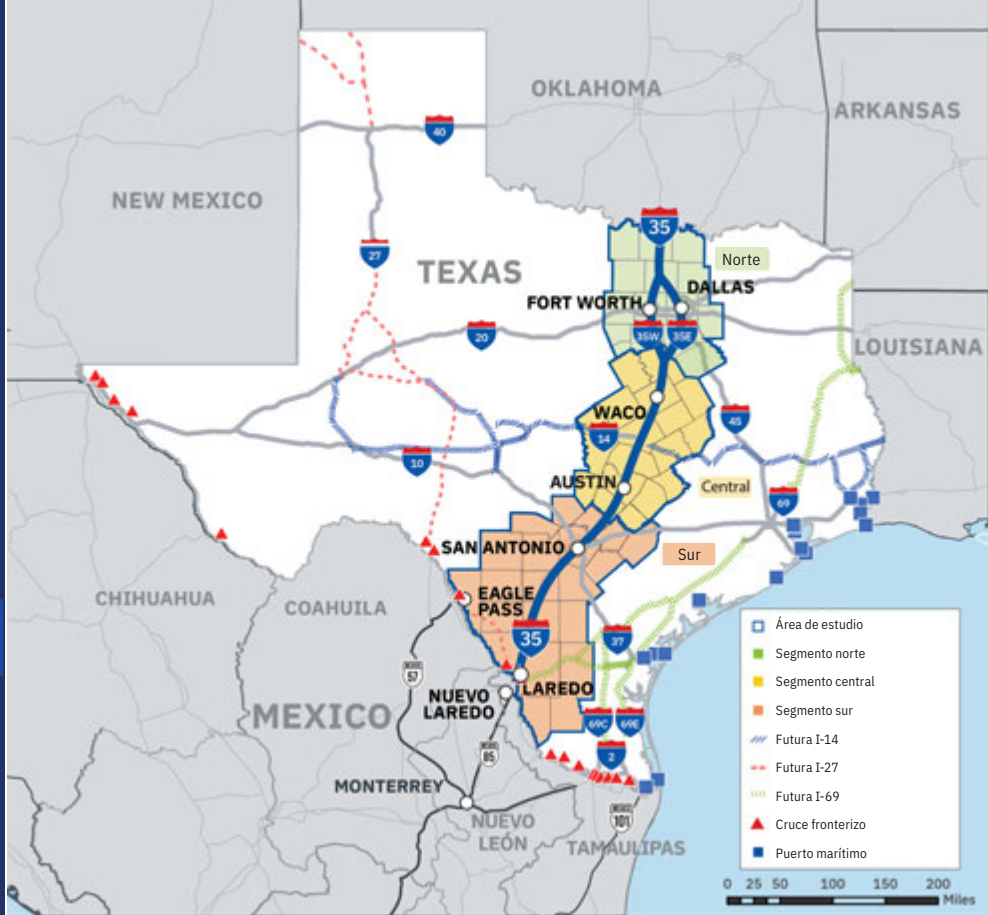 OKLAHOMA
ARKANSAS
40
NEW MEXICO
35
27
TEXAS
Norte
DALLAS
FORT WORTH
20
35W
35E
LOUISIANA
WACO
45
14
10
AUSTIN
Central
69
SAN ANTONIO
Sur
CHIHUAHUA
COAHUILA
EAGLE
PASS
35
37
57
LAREDO
NUEVO
LAREDO
MEXICO
69C
69E
85
2
MONTERREY
101
NUEVO
LEÓN
TAMAULIPAS
Área de estudio
Segmento norte
Segmento central
Segmento sur
Futura I-14
Futura I-27
Futura I-69
Cruce fronterizo
Puerto marítimo
0 25 50 100 150 200
Miles